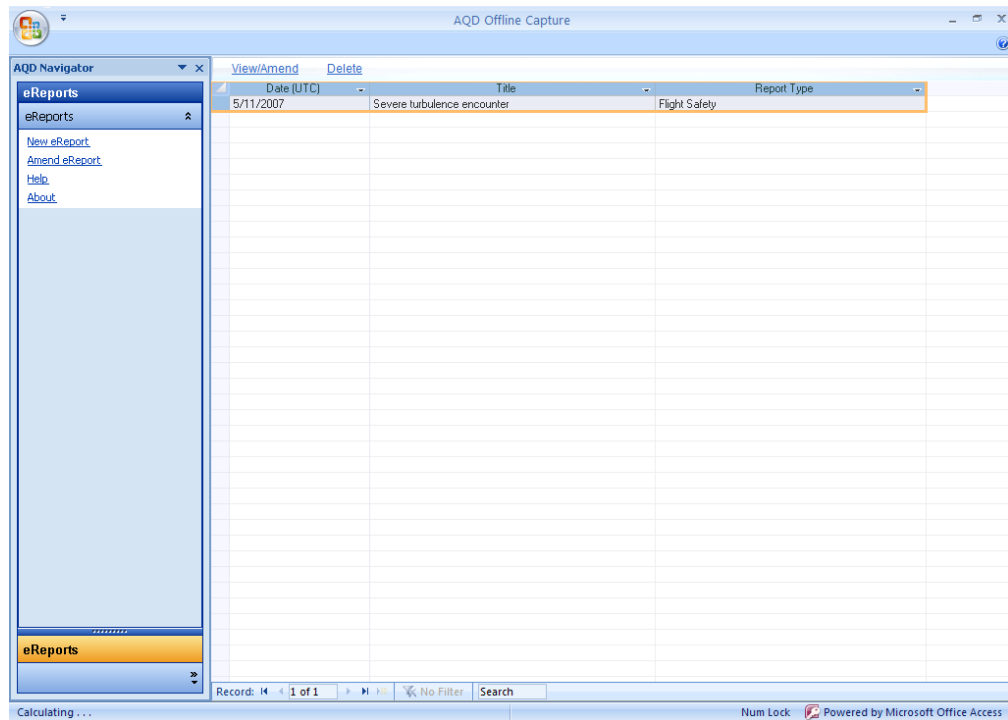 AQD Offline Capture
AQD Navigator
eReports
eReports
New eReport
Amend eReport
Help
About
eReports
View/Amend Delete
Date (UTC) Title Report Type
5/11/2007 Severe turbulence encounter Flight Safety
Record: 1 of 1 No Filter Search
Calculating . . . Num Lock Powered by Microsoft Office Access